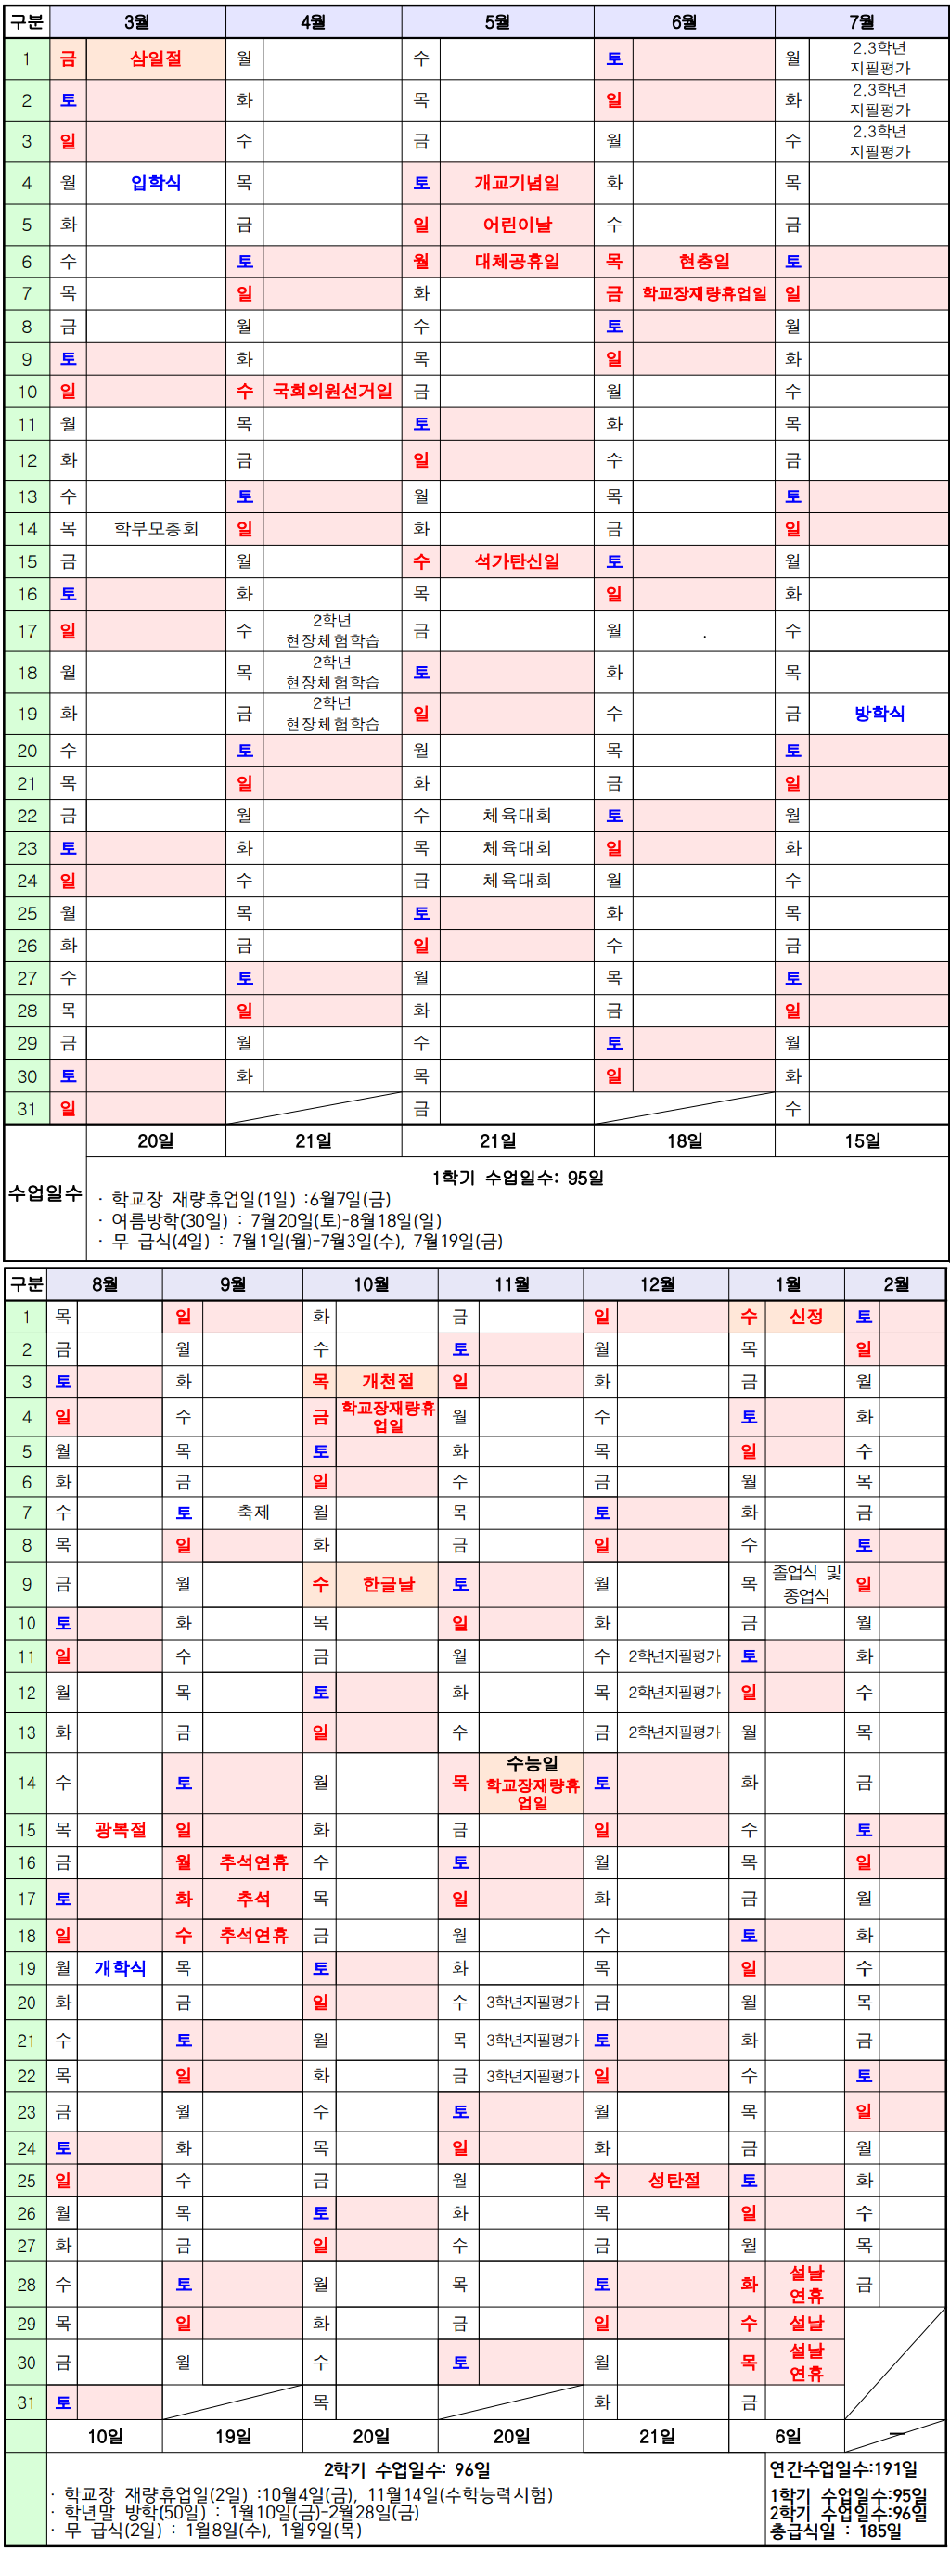 구분 3월 4월 5월 6월 7월
1 금 삼일절 월 수 토 월 2.3학년 지필평가
2 토 화 목 일 화 2.3학년 지필평가
3 일 수 금 월 수 2.3학년 지필평가
4 월 입학식 목 토 개교기념일 화 목
5 화 금 일 어린이날 수 금
6 수 토 월 대체공휴일 목 현충일 토
7 목 일 화 금 학교장재량휴업일 일
8 금 월 수 토 월
9 토 화 목 일 화
10 일 수 국회의원선거일 금 월 수
11 월 목 토 화 목
12 화 금 일 수 금
13 수 토 월 목 토
14 목 학부모총회 일 화 금 일
15 금 월 수 석가탄신일 토 월
16 토 화 목 일 화
17 일 수 2학년 현장체험학습 금 월 . 수
18 월 목 2학년 현장체험학습 토 화 목
19 화 금 2학년 현장체험학습 일 수 금 방학식
20 수 토 월 목 토
21 목 일 화 금 일
22 금 월 수 체육대회 토 월
23 토 화 목 체육대회 일 화
24 일 수 금 체육대회 월 수
25 월 목 토 화 목
26 화 금 일 수 금
27 수 토 월 목 토
28 목 일 화 금 일
29 금 월 수 토 월
30 토 화 목 일 화
31 일 금 수
수업일수 20일 21일 21일 18일 15일
1학기 수업일수: 95일
· 학교장 재량휴업일(1일) :6월7일(금)
· 여름방학(30일) : 7월20일(토)-8월18일(일)
· 무 급식(4일) : 7월1일(월)-7월3일(수), 7월19일(금)
구분 8월 9월 10월 11월 12월 1월 2월
1 목 일 화 금 일 수 신정 토
2 금 월 수 토 월 목 일
3 토 화 목 개천절 일 화 금 월
4 일 수 금 학교장재량휴업일 월 수 토 화
5 월 목 토 화 목 일 수
6 화 금 일 수 금 월 목
7 수 토 축제 월 목 토 화 금
8 목 일 화 금 일 수 토
9 금 월 수 한글날 토 월 목 졸업식 및 종업식 일
10 토 화 목 일 화 금 월
11 일 수 금 월 수 2학년지필평가 토 화
12 월 목 토 화 목 2학년지필평가 일 수
13 화 금 일 수 금 2학년지필평가 월 목
14 수 토 월 목 수능일 학교장재량휴업일 토 화 금
15 목 광복절 일 화 금 일 수 토
16 금 월 추석연휴 수 토 월 목 일
17 토 화 추석 목 일 화 금 월
18 일 수 추석연휴 금 월 수 토 화
19 월 개학식 목 토 화 목 일 수
20 화 금 일 수 3학년지필평가 금 월 목
21 수 토 월 목 3학년지필평가 토 화 금
22 목 일 화 금 3학년지필평가 일 수 토
23 금 월 수 토 월 목 일
24 토 화 목 일 화 금 월
25 일 수 금 월 수 성탄절 토 화
26 월 목 토 화 목 일 수
27 화 금 일 수 금 월 목
28 수 토 월 목 토 화 설날 연휴 금
29 목 일 화 금 일 수 설날
30 금 월 수 토 월 목 설날 연휴
31 토 목 화 금
10일 19일 20일 20일 21일 6일 ―
2학기 수업일수: 96일
· 학교장 재량휴업일(2일) :10월4일(금), 11월14일(수학능력시험)
· 학년말 방학(50일) : 1월10일(금)-2월28일(금)
· 무 급식(2일) : 1월8일(수), 1월9일(목)
연간수업일수:191일
1학기 수업일수:95일
2학기 수업일수:96일
총급식일 : 185일